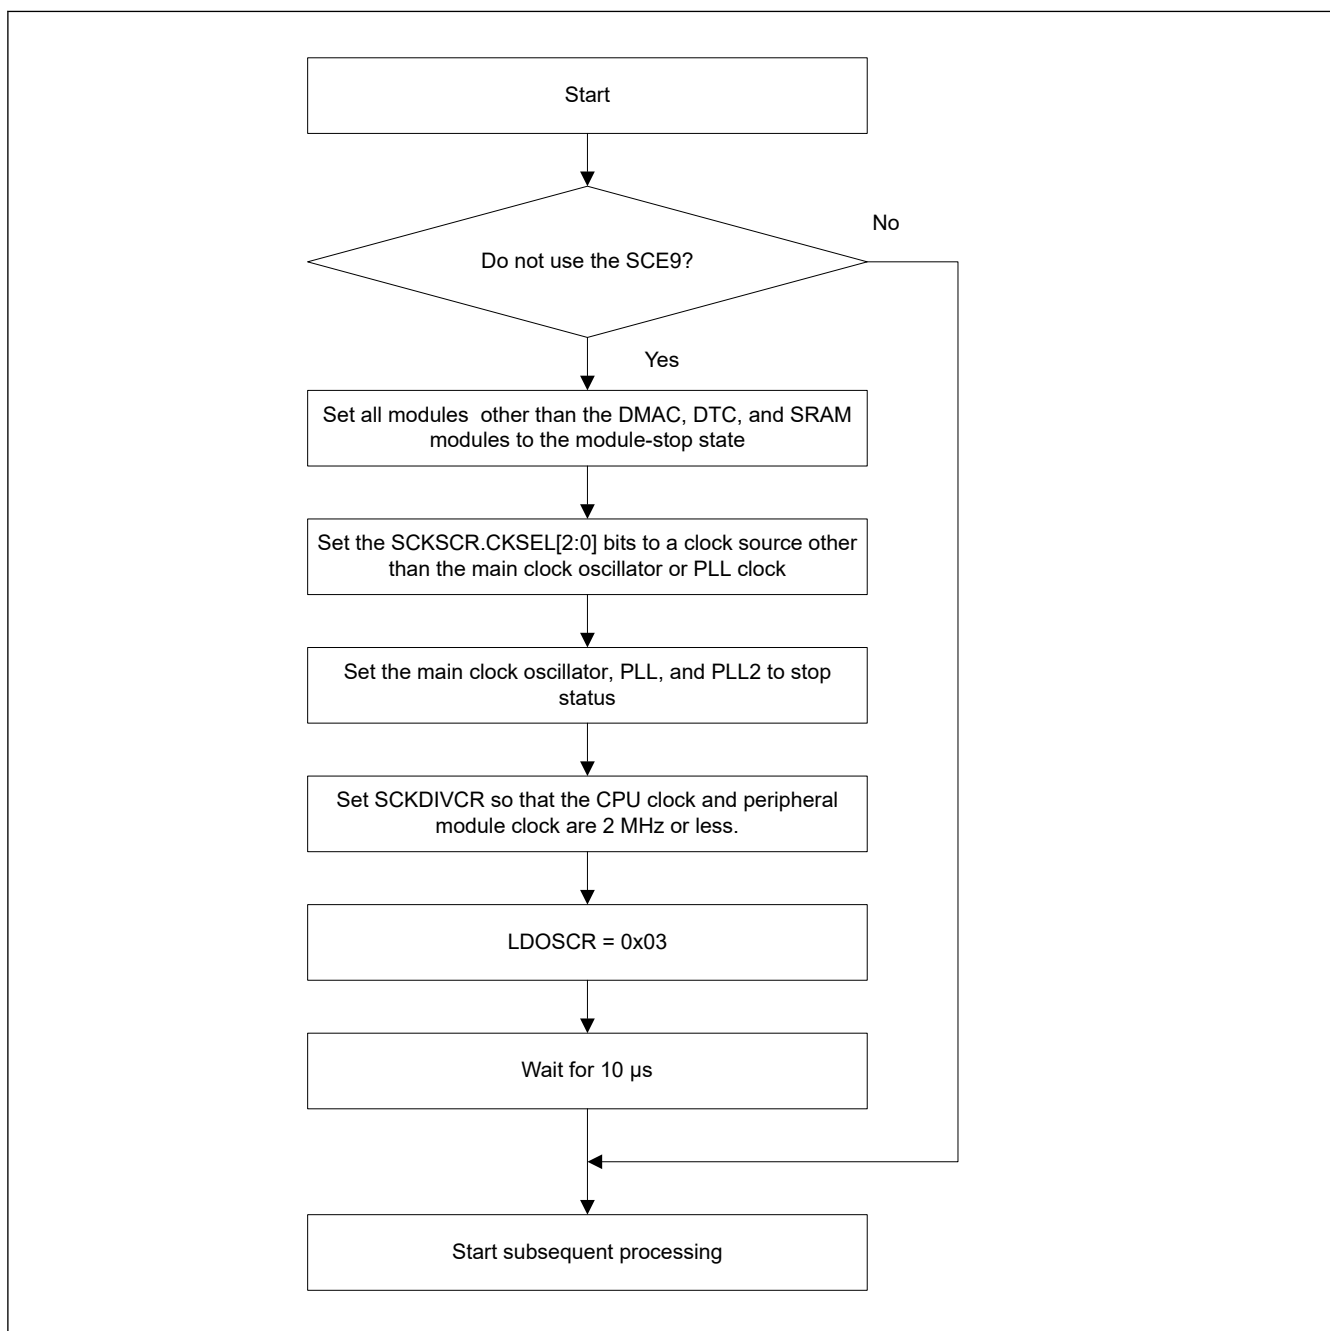 Start
No
Do not use the SCE9?
Yes
Set all modules  other than the DMAC, DTC, and SRAM
modules to the module-stop state
Set the SCKSCR.CKSEL[2:0] bits to a clock source other
than the main clock oscillator or PLL clock
Set the main clock oscillator, PLL, and PLL2 to stop
status
Set SCKDIVCR so that the CPU clock and peripheral
module clock are 2 MHz or less.
LDOSCR = 0x03
Wait for 10 µs
Start subsequent processing